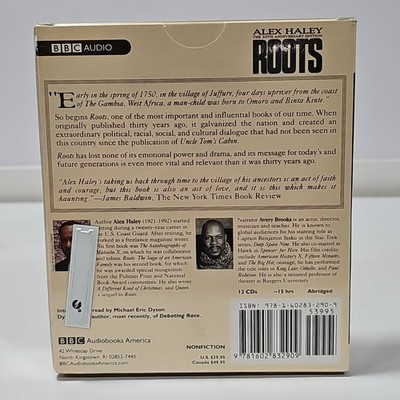 BBC AUDIO
ALEX HALEY
THE 30TH ANNIVERSARY EDITION
ROOTS
"Early in the spring of 1750, in the village of Juffure, four days upriver from the coast
of The Gambia, West Africa, a man-child was born to Omoro and Binta Kinte."
So begins Roots, one of the most important and influential books of our time. When
originally published thirty years ago, it galvanized the nation and created an
extraordinary political, racial, social, and cultural dialogue that had not been seen in
this country since the publication of Uncle Tom's Cabin.
Roots has lost none of its emotional power and drama, and its message for today's and
future generations is even more vital and relevant than it was thirty years ago.
"Alex Haley's taking us back through time to the village of his ancestors is an act of faith
and courage, but this book is also an act of love, and it is this which makes it
haunting."—James Baldwin, The New York Times Book Review
Author Alex Haley (1921-1992) started
writing during a twenty-year career in
the U.S. Coast Guard. After
worked as a freelance magazine writer.
His first book was The Autobiography of
Malcolm X,
later was
author of Roots: The Saga of an American
Family was his second book, for which
he was awarded special recognition
from the Pulitzer Prize and National
Book Award committees. He also wrote
A Different Kind of Christmas, and Queen
sequel to Roots.
Narrator Avery Brooks is an actor, director,
musician and teacher. He is known to
global audiences for his starring role as
Captain Benjamin Sisko in the Star Trek
series, Deep Space Nine. He also co-starred as
Hawk in Spenser: for Hire. His film credits
include American History X, Fifteen Minutes,
and The Big Hit; onstage, he has performed
the title roles of King Lear, Othello, and Paul
Robeson. He is also a professor of theater
at Rutgers University.
read by Michael Eric Dyson.
author, most recently, of Debating Race.
12 CDs ~15 hrs Abridged
BBC Audiobooks America
42 Whitecap Drive
North Kingstown, RI 02852-7445
NONFICTION
U.S. $39.95
Canada $49.95
ISBN: 978-1-60283-290-9
53995
9781602832909